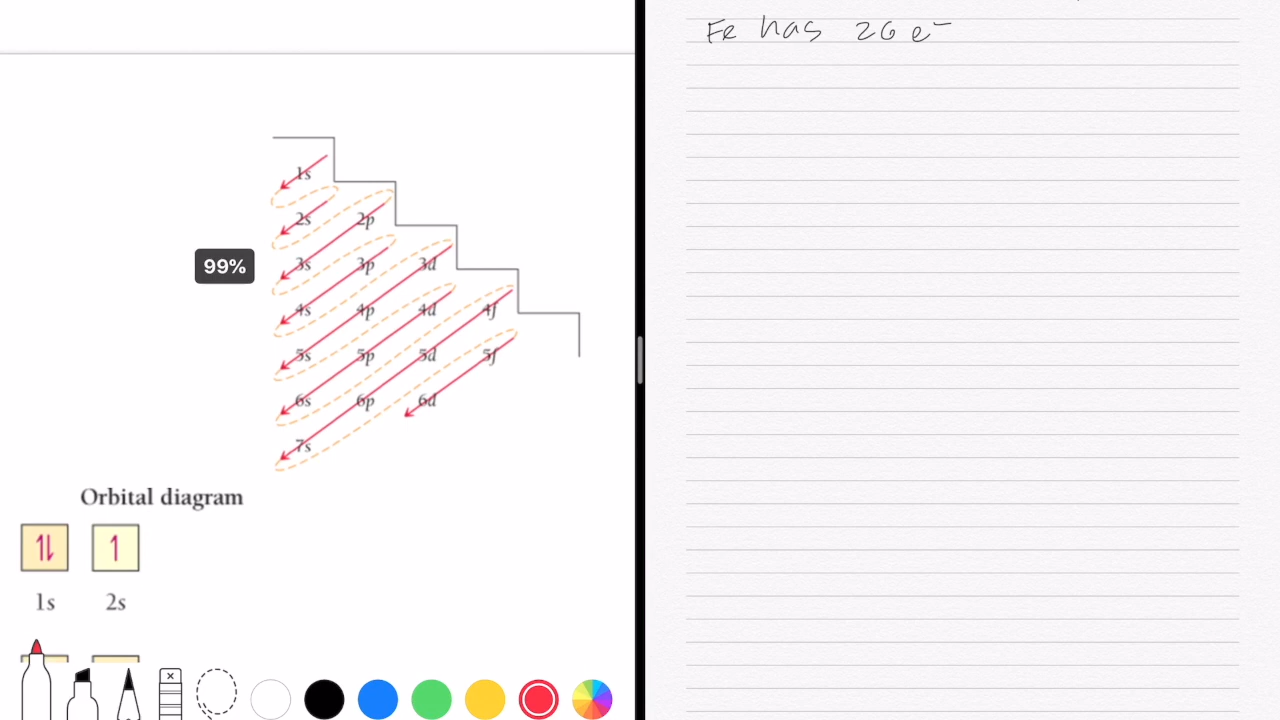 Fe has 26 e⁻
1s
2s 2p
3s 3p 3d
99%
4s 4p 4d 4f
5s 5p 5d 5f
6s 6p 6d
7s
Orbital diagram
1s 2s